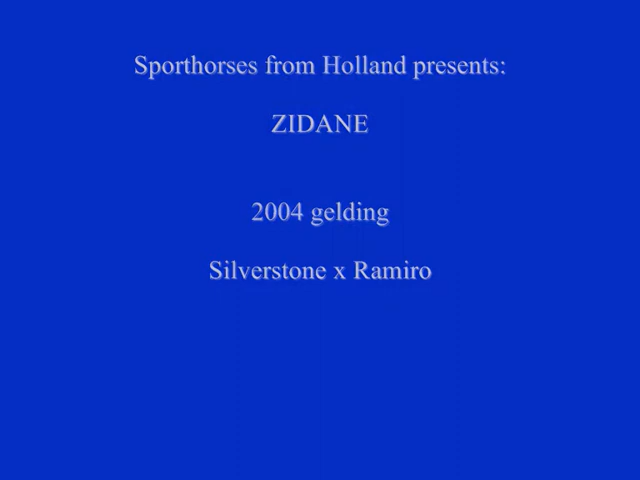 Sporthorses from Holland presents:
ZIDANE
2004 gelding
Silverstone x Ramiro